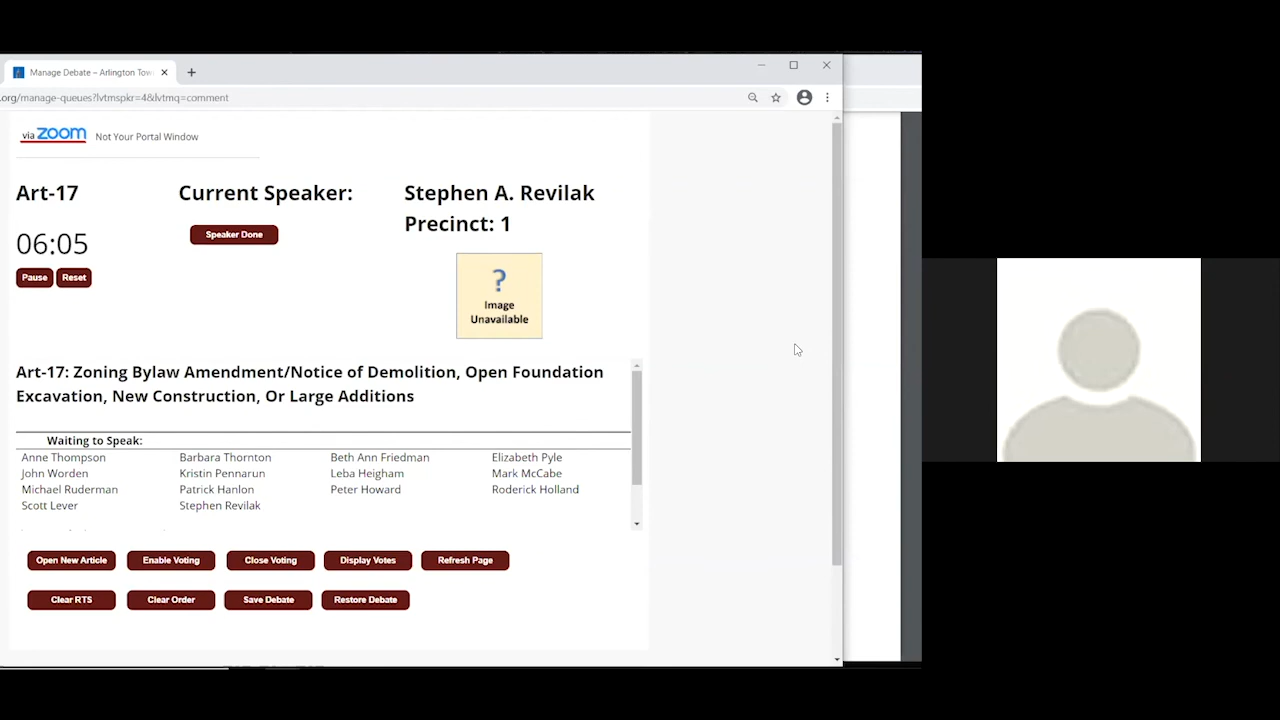 Manage Debate – Arlington Tow
.org/manage-queues?lvtmspkr=4&lvtmq=comment
via zoom Not Your Portal Window
Art-17 Current Speaker: Stephen A. Revilak
Precinct: 1
06:05 Speaker Done
Pause Reset
?
Image
Unavailable
Art-17: Zoning Bylaw Amendment/Notice of Demolition, Open Foundation
Excavation, New Construction, Or Large Additions
Waiting to Speak:
Anne Thompson Barbara Thornton Beth Ann Friedman Elizabeth Pyle
John Worden Kristin Pennarun Leba Heigham Mark McCabe
Michael Ruderman Patrick Hanlon Peter Howard Roderick Holland
Scott Lever Stephen Revilak
Open New Article Enable Voting Close Voting Display Votes Refresh Page
Clear RTS Clear Order Save Debate Restore Debate